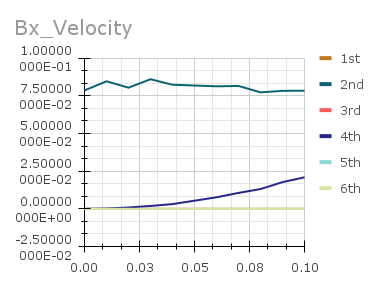 Bx_Velocity
1.00000
000E-01
7.50000
000E-02
5.00000
000E-02
2.50000
000E-02
0.00000
000E+00
-2.50000
000E-02
0.00
0.03
0.05
0.08
0.10
1st
2nd
3rd
4th
5th
6th